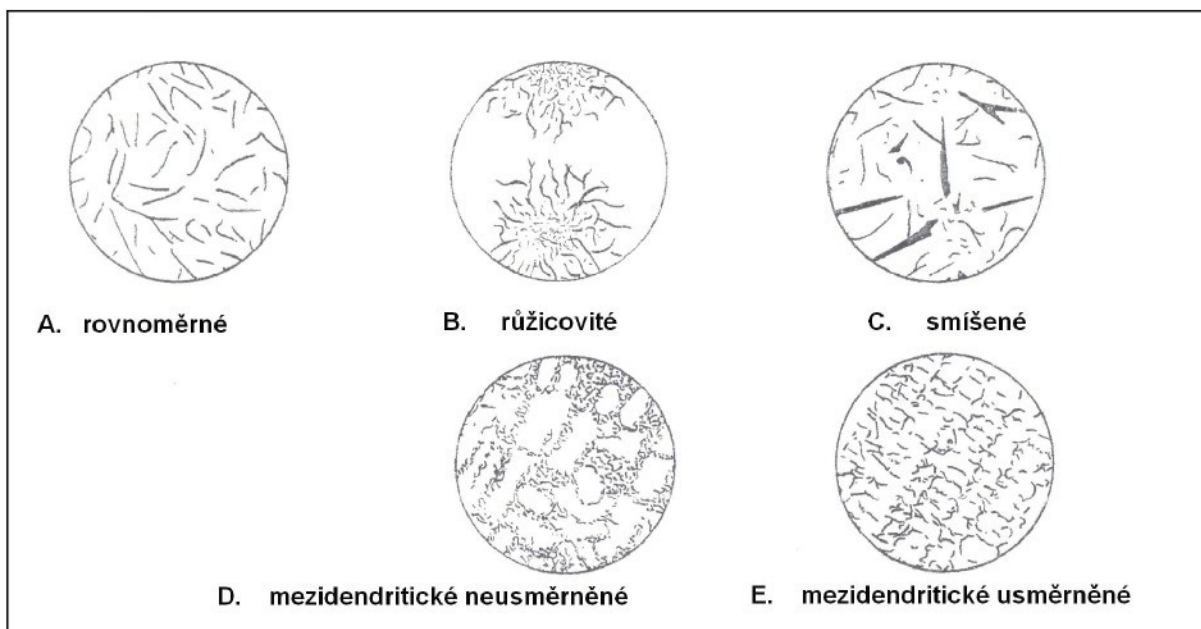 A. rovnoměrné
B. růžicovité
C. smíšené
D. mezidendritické neusměrněné
E. mezidendritické usměrněné